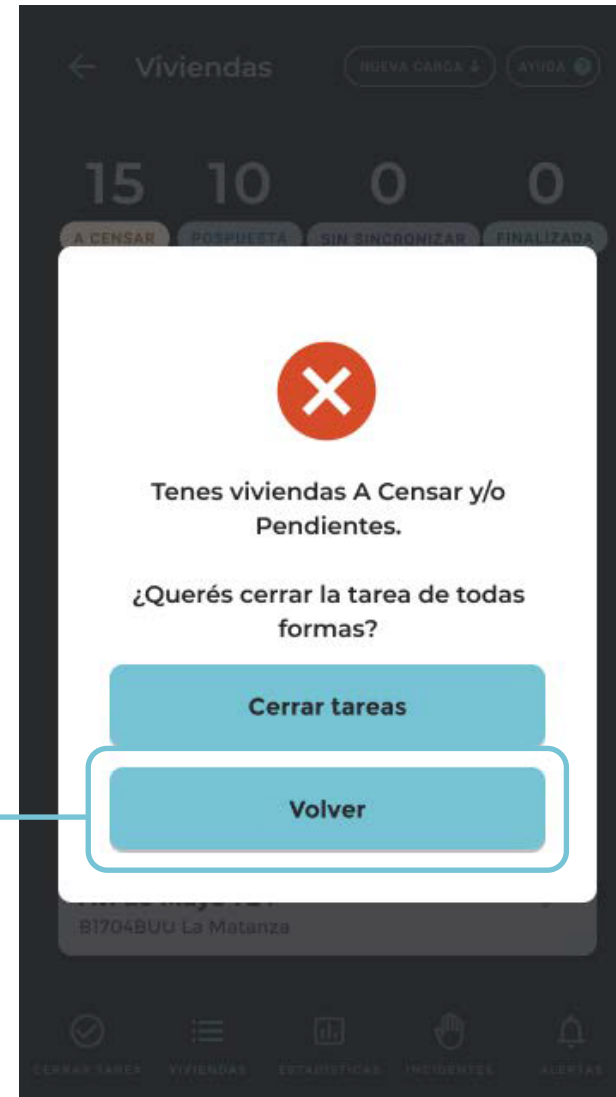 Viviendas NUEVA CARGA AYUDA
15 10 0 0
A CENSAR POSPUESTA SIN SINCRONIZAR FINALIZADA
Tenes viviendas A Censar y/o
Pendientes.
¿Querés cerrar la tarea de todas
formas?
Cerrar tareas
Volver
B1704BUU La Matanza
CERRAR TAREA VIVIENDAS ESTADÍSTICAS INCIDENTES ALERTAS